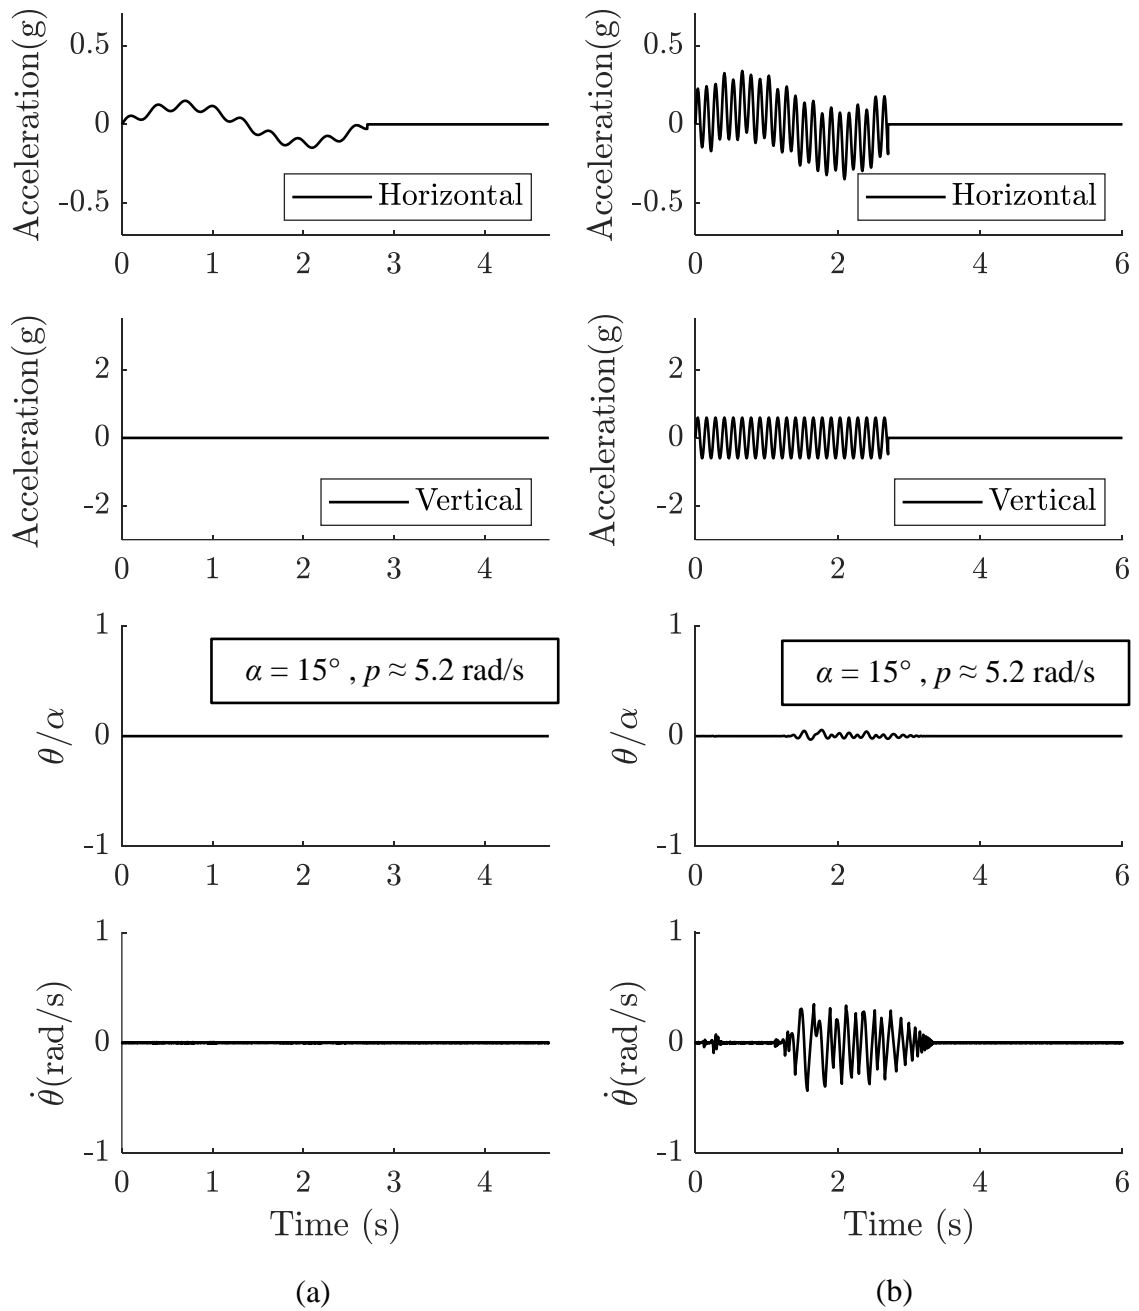 Acceleration(g)
0.5
0
-0.5
Horizontal
0 1 2 3 4
Acceleration(g)
0.5
0
-0.5
Horizontal
0 2 4 6
Acceleration(g)
2
0
-2
Vertical
0 1 2 3 4
Acceleration(g)
2
0
-2
Vertical
0 2 4 6
θ/α
1
0
-1
α = 15° , p ≈ 5.2 rad/s
0 1 2 3 4
θ/α
1
0
-1
α = 15° , p ≈ 5.2 rad/s
0 2 4 6
θ̇(rad/s)
1
0
-1
0 1 2 3 4
Time (s)
(a)
θ̇(rad/s)
1
0
-1
0 2 4 6
Time (s)
(b)